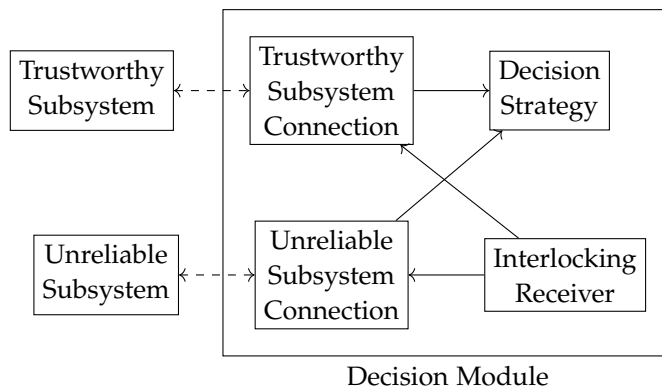 Trustworthy
Subsystem
Trustworthy
Subsystem
Connection
Decision
Strategy
Unreliable
Subsystem
Unreliable
Subsystem
Connection
Interlocking
Receiver
Decision Module